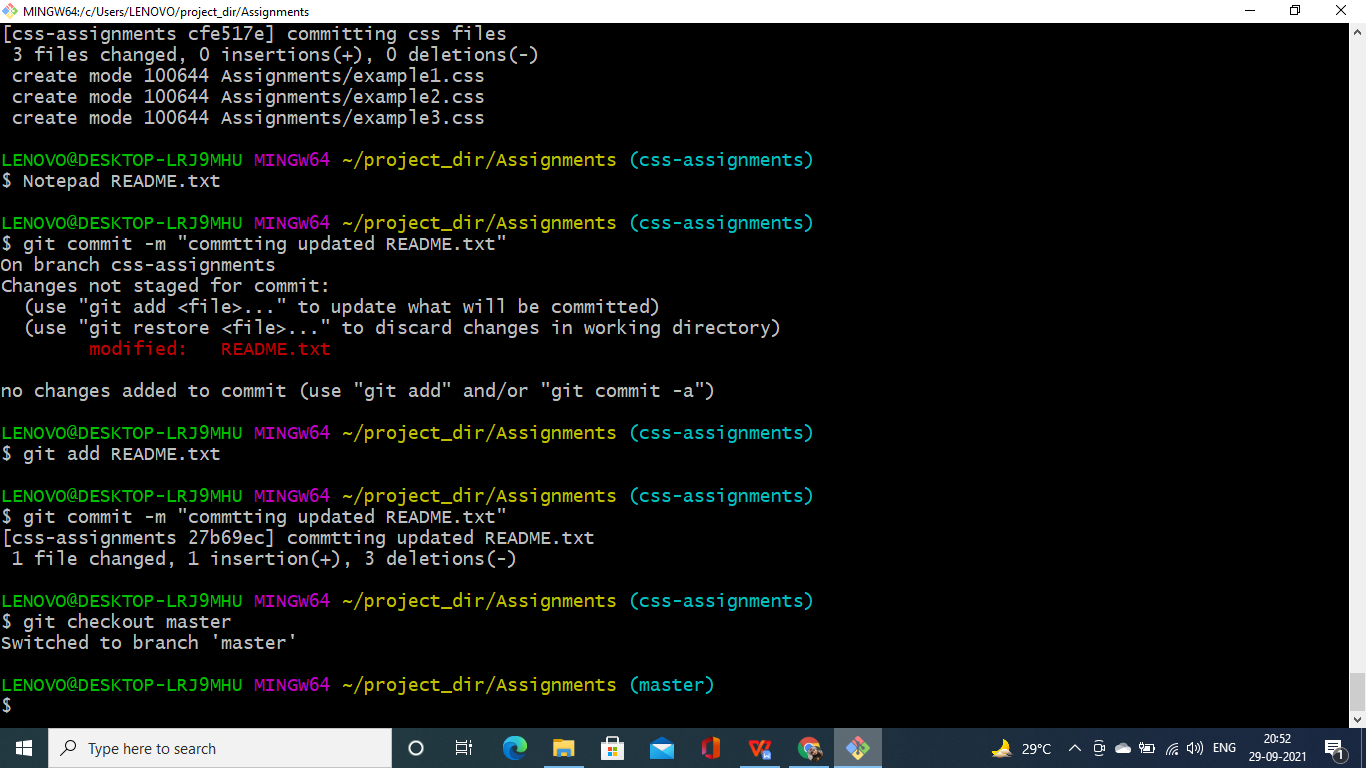 MINGW64:/c/Users/LENOVO/project_dir/Assignments
[css-assignments cfe517e] committing css files
 3 files changed, 0 insertions(+), 0 deletions(-)
 create mode 100644 Assignments/example1.css
 create mode 100644 Assignments/example2.css
 create mode 100644 Assignments/example3.css
LENOVO@DESKTOP-LRJ9MHU MINGW64 ~/project_dir/Assignments (css-assignments)
$ Notepad README.txt
LENOVO@DESKTOP-LRJ9MHU MINGW64 ~/project_dir/Assignments (css-assignments)
$ git commit -m "commtting updated README.txt"
On branch css-assignments
Changes not staged for commit:
  (use "git add <file>..." to update what will be committed)
  (use "git restore <file>..." to discard changes in working directory)
        modified:   README.txt
no changes added to commit (use "git add" and/or "git commit -a")
LENOVO@DESKTOP-LRJ9MHU MINGW64 ~/project_dir/Assignments (css-assignments)
$ git add README.txt
LENOVO@DESKTOP-LRJ9MHU MINGW64 ~/project_dir/Assignments (css-assignments)
$ git commit -m "commtting updated README.txt"
[css-assignments 27b69ec] commtting updated README.txt
 1 file changed, 1 insertion(+), 3 deletions(-)
LENOVO@DESKTOP-LRJ9MHU MINGW64 ~/project_dir/Assignments (css-assignments)
$ git checkout master
Switched to branch 'master'
LENOVO@DESKTOP-LRJ9MHU MINGW64 ~/project_dir/Assignments (master)
$
Type here to search
29°C
ENG
20:52
29-09-2021
1